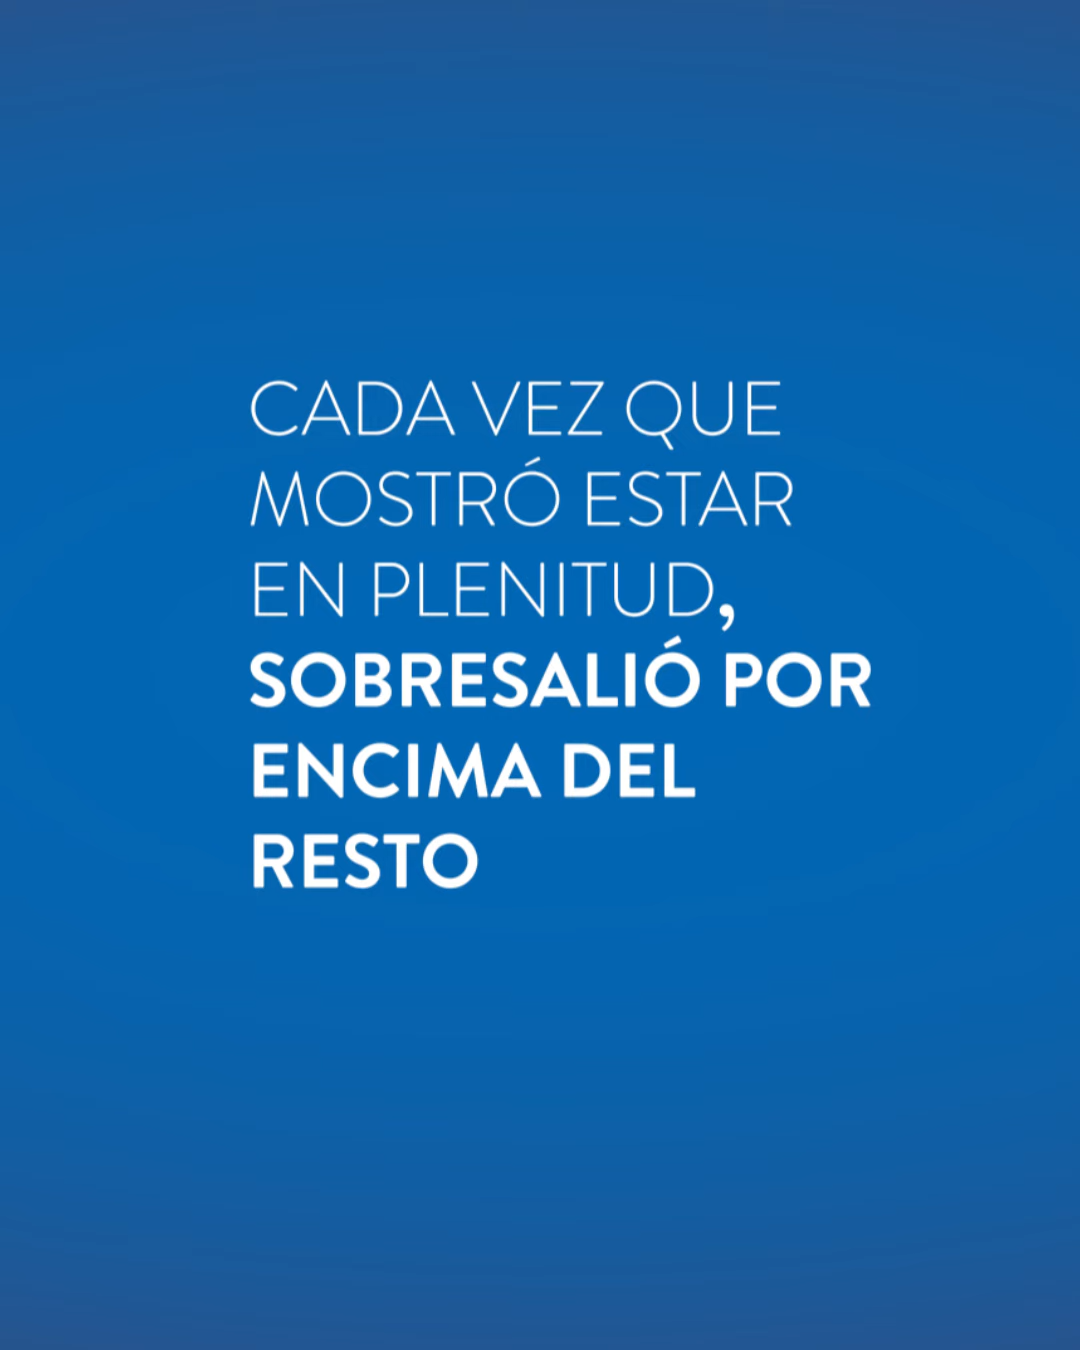 CADA VEZ QUE
MOSTRÓ ESTAR
EN PLENITUD,
SOBRESALIÓ POR
ENCIMA DEL
RESTO